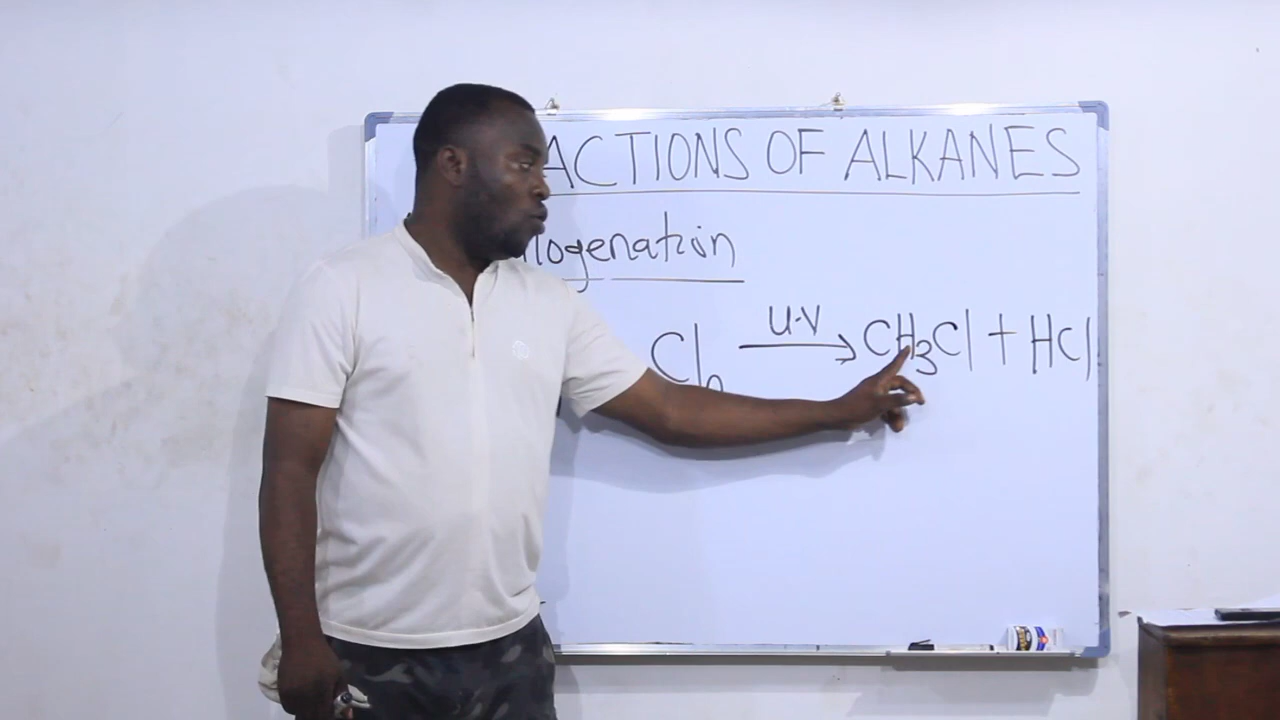 ACTIONS OF ALKANES
logenation
Cl₂ U.V → CH₃Cl + HCl